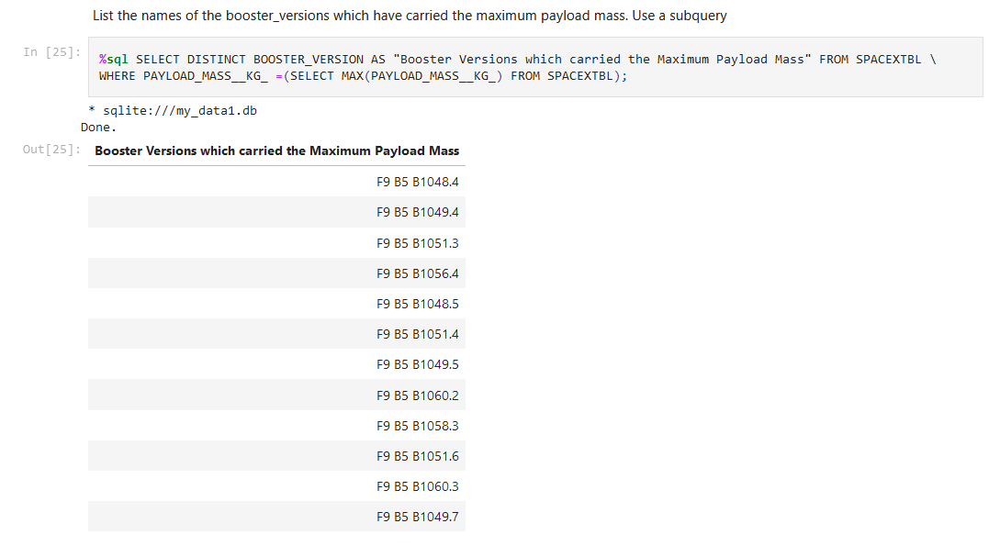 List the names of the booster_versions which have carried the maximum payload mass. Use a subquery
In [25]:
%sql SELECT DISTINCT BOOSTER_VERSION AS "Booster Versions which carried the Maximum Payload Mass" FROM SPACEXTBL \
WHERE PAYLOAD_MASS__KG_ =(SELECT MAX(PAYLOAD_MASS__KG_) FROM SPACEXTBL);
* sqlite:///my_data1.db
Done.
Out[25]:
Booster Versions which carried the Maximum Payload Mass
F9 B5 B1048.4
F9 B5 B1049.4
F9 B5 B1051.3
F9 B5 B1056.4
F9 B5 B1048.5
F9 B5 B1051.4
F9 B5 B1049.5
F9 B5 B1060.2
F9 B5 B1058.3
F9 B5 B1051.6
F9 B5 B1060.3
F9 B5 B1049.7